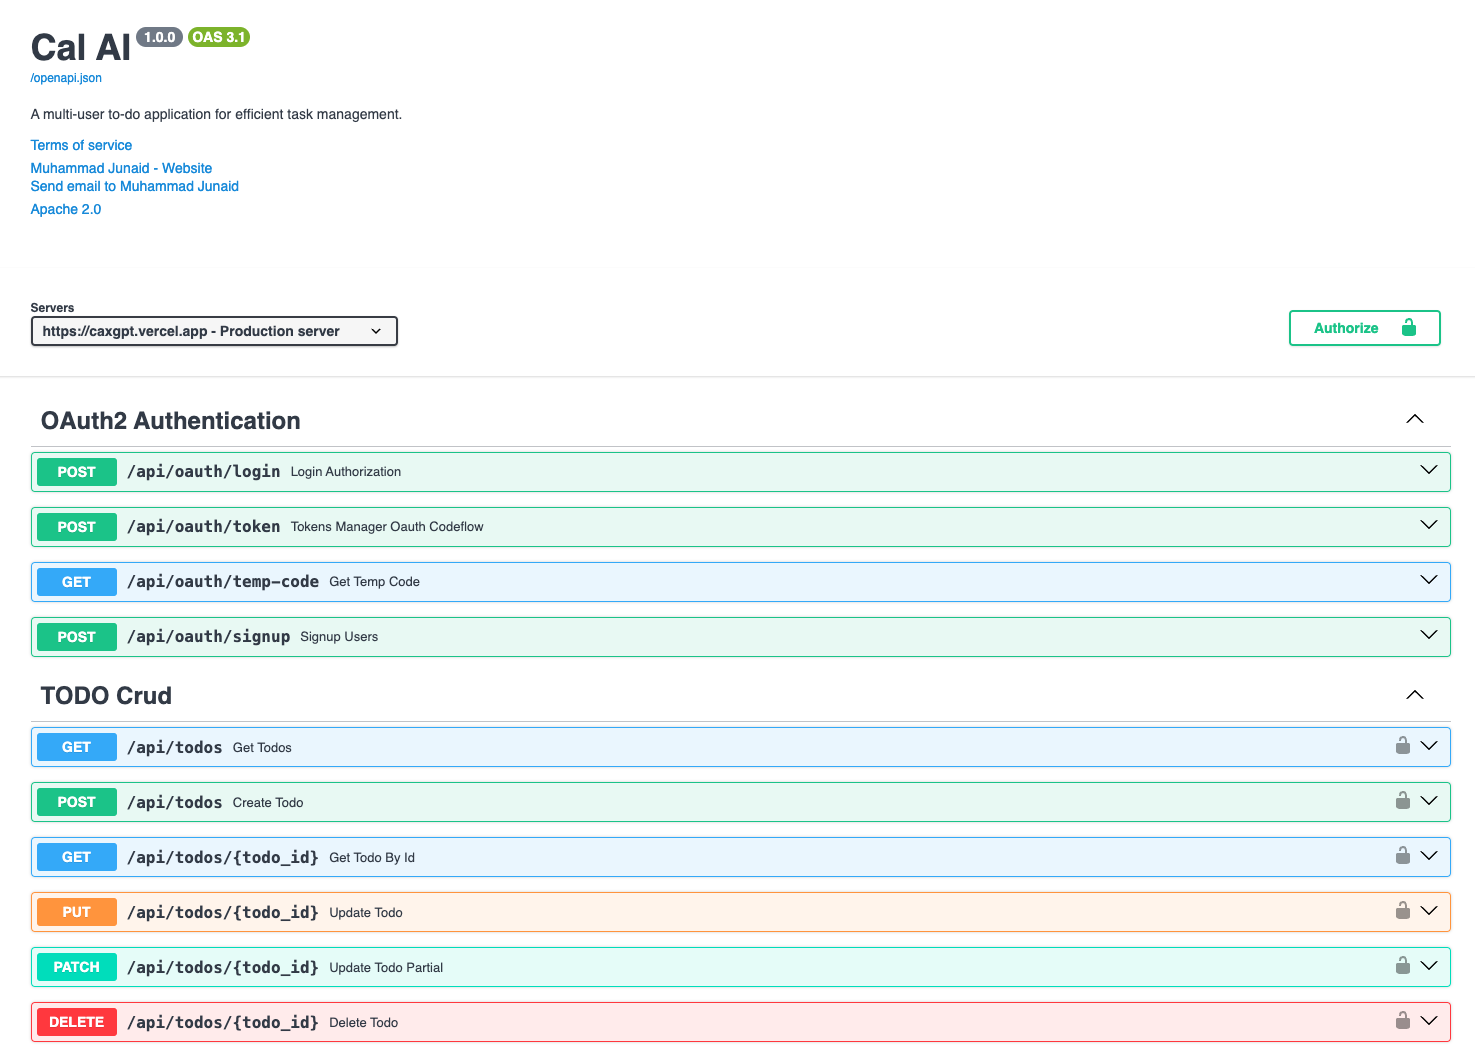 Cal AI 1.0.0 OAS 3.1
/openapi.json
A multi-user to-do application for efficient task management.
Terms of service
Muhammad Junaid - Website
Send email to Muhammad Junaid
Apache 2.0
Servers
https://caxgpt.vercel.app - Production server
Authorize
OAuth2 Authentication
POST /api/oauth/login Login Authorization
POST /api/oauth/token Tokens Manager Oauth Codeflow
GET /api/oauth/temp-code Get Temp Code
POST /api/oauth/signup Signup Users
TODO Crud
GET /api/todos Get Todos
POST /api/todos Create Todo
GET /api/todos/{todo_id} Get Todo By Id
PUT /api/todos/{todo_id} Update Todo
PATCH /api/todos/{todo_id} Update Todo Partial
DELETE /api/todos/{todo_id} Delete Todo